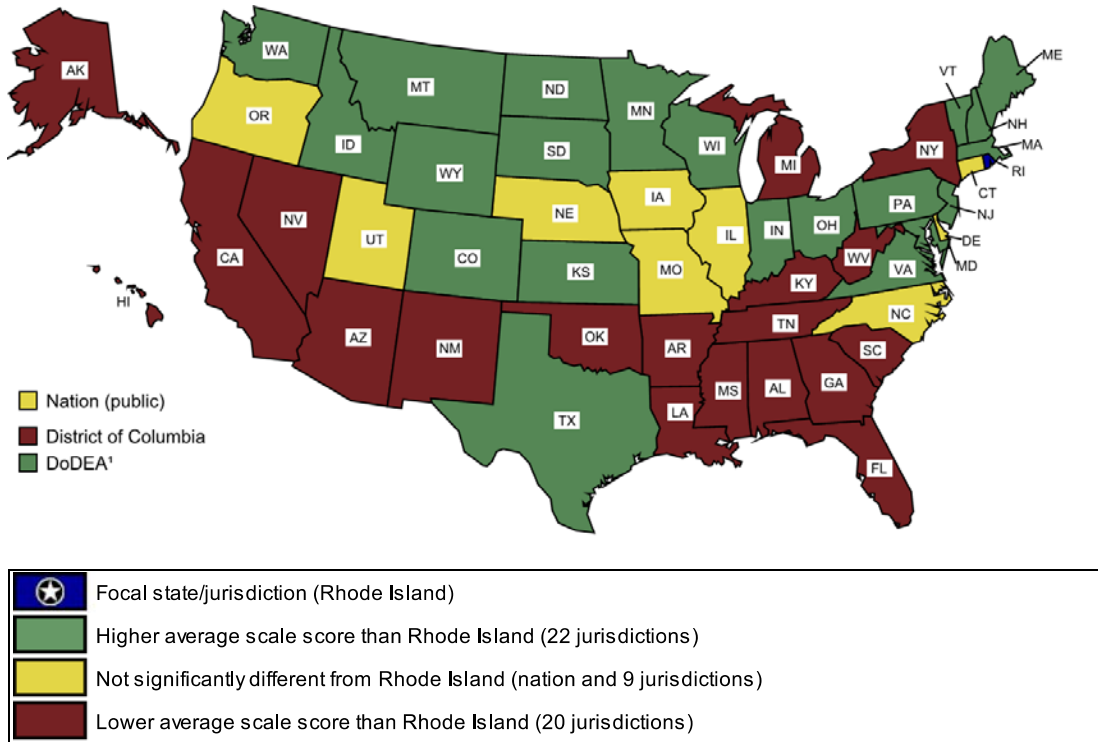 AK
WA
MT
ND
MN
VT
ME
OR
ID
SD
WI
MI
NY
NH
MA
RI
WY
CT
NV
UT
CO
NE
IA
IL
IN
OH
PA
NJ
CA
KS
MO
WV
VA
DE
MD
KY
HI
AZ
NM
OK
AR
TN
NC
SC
MS
AL
GA
TX
LA
FL
Nation (public)
District of Columbia
DoDEA¹
Focal state/jurisdiction (Rhode Island)
Higher average scale score than Rhode Island (22 jurisdictions)
Not significantly different from Rhode Island (nation and 9 jurisdictions)
Lower average scale score than Rhode Island (20 jurisdictions)